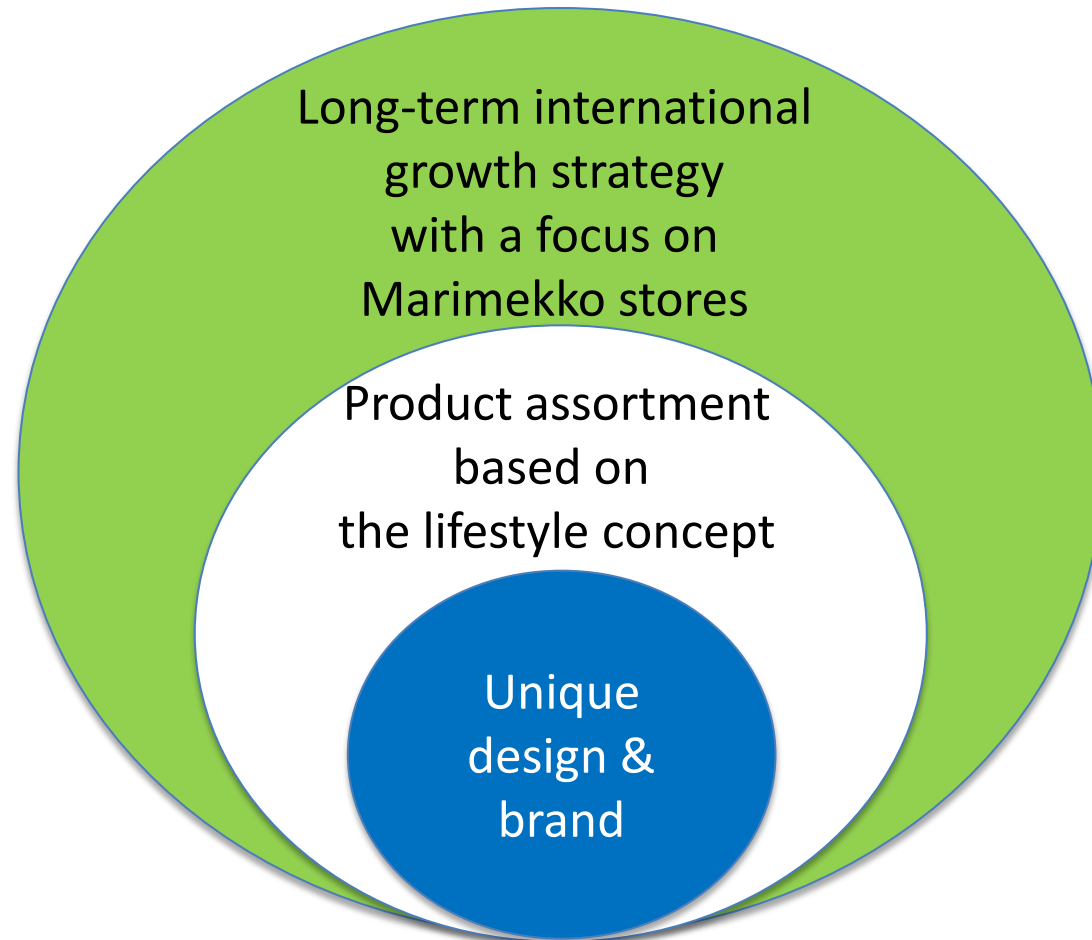 Long-term international
growth strategy
with a focus on
Marimekko stores
Product assortment
based on
the lifestyle concept
Unique
design &
brand